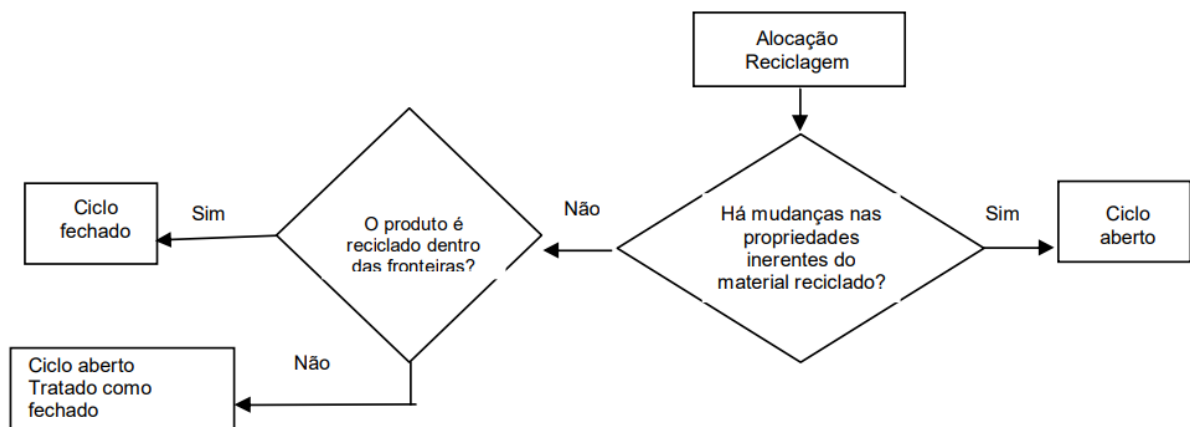 Alocação
Reciclagem
Há mudanças nas
propriedades
inerentes do
material reciclado?
Sim
Ciclo
aberto
Não
O produto é
reciclado dentro
das fronteiras?
Sim
Ciclo
fechado
Não
Ciclo aberto
Tratado como
fechado